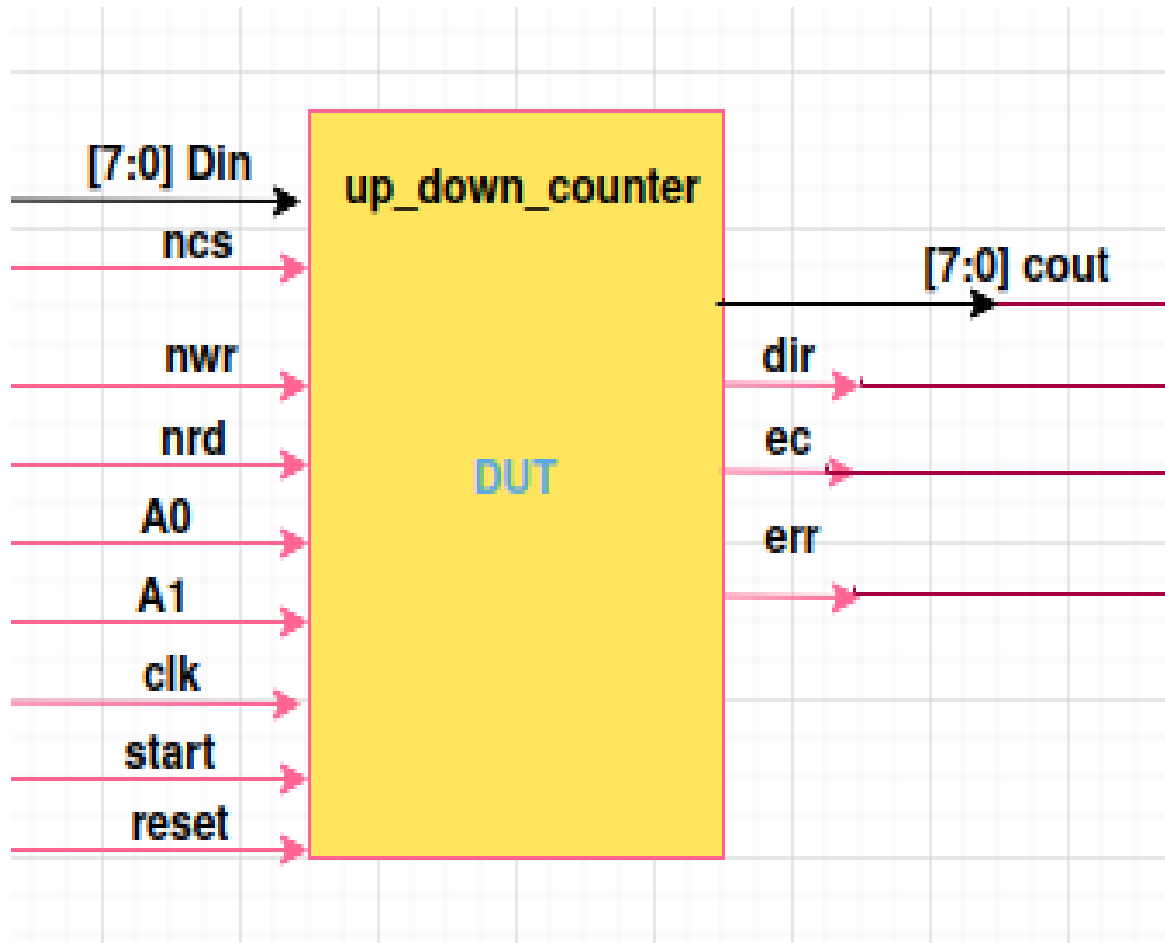 [7:0] Din
up_down_counter
ncs
[7:0] cout
nwr
dir
nrd
ec
DUT
A0
err
A1
clk
start
reset